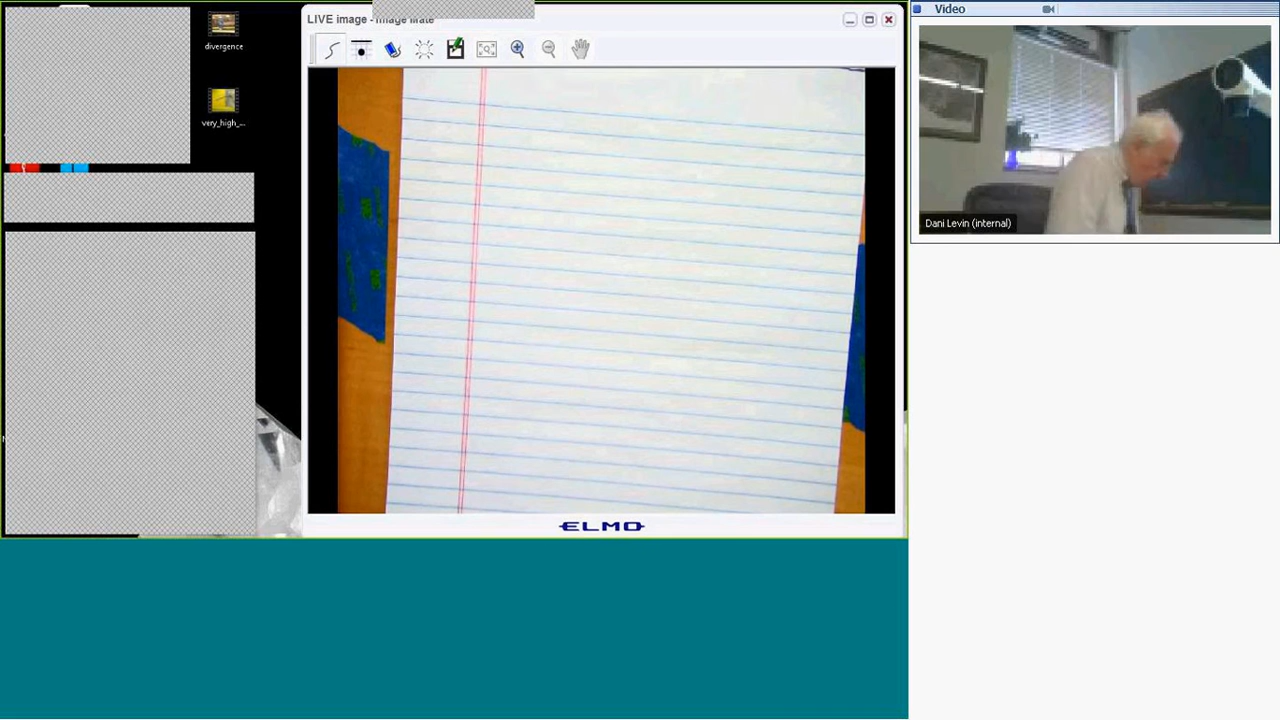 divergence
very_high_...
LIVE image - Image Mate
ELMO
Video
Dani Levin (internal)